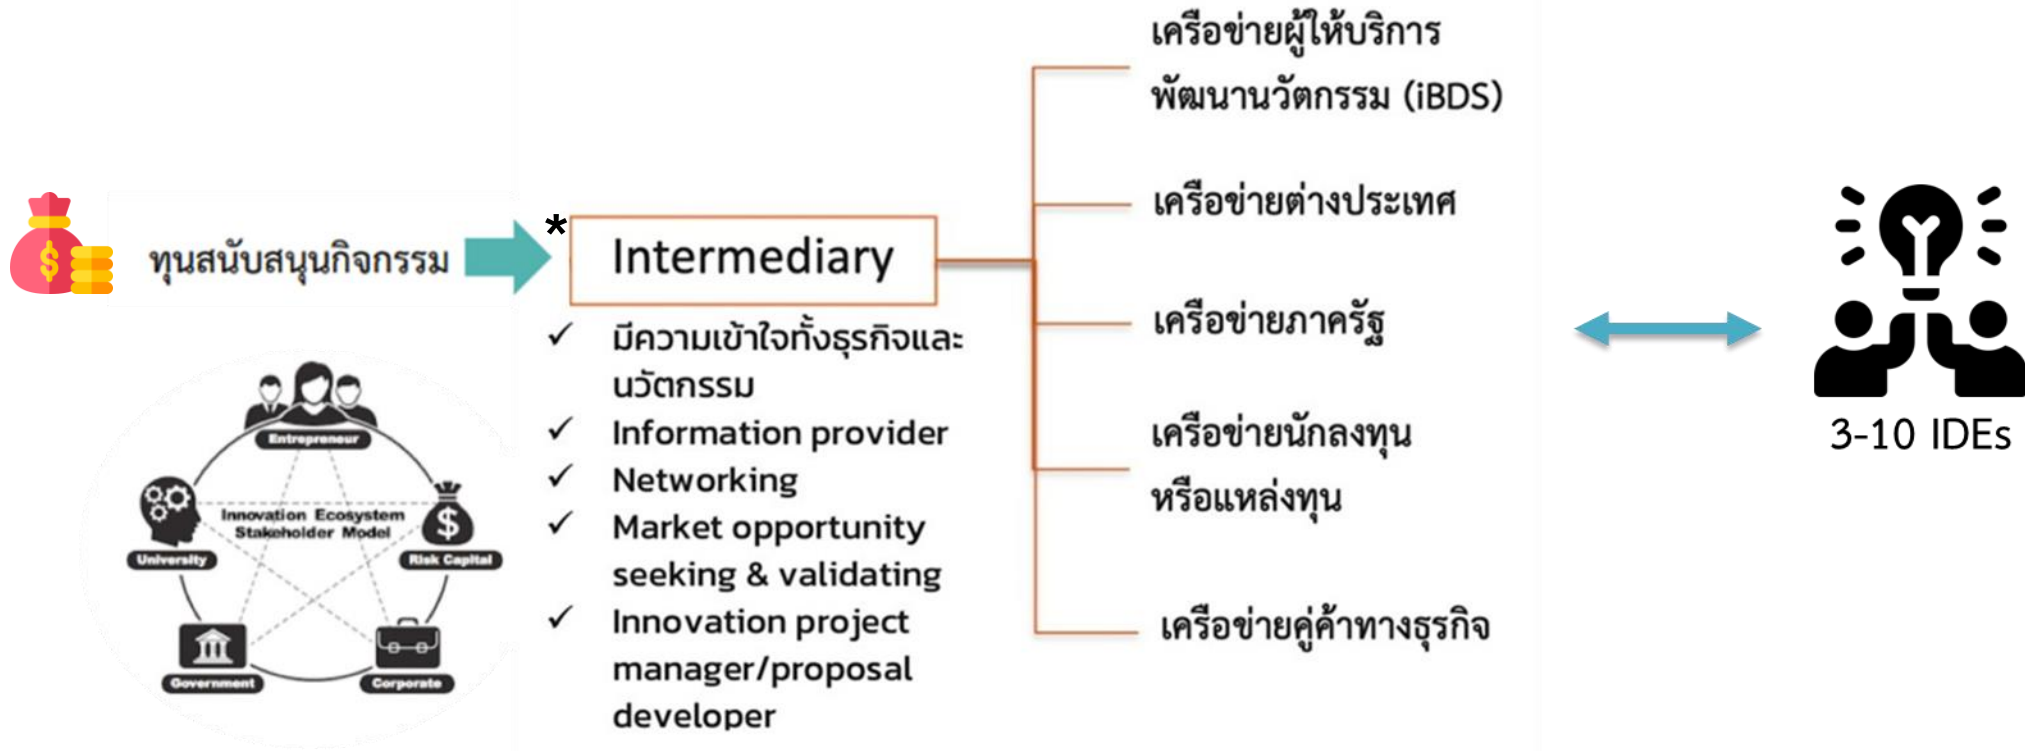 ทุนสนับสนุนกิจกรรม
*
Intermediary
✓ มีความเข้าใจทั้งธุรกิจและ
นวัตกรรม
✓ Information provider
✓ Networking
✓ Market opportunity
seeking & validating
✓ Innovation project
manager/proposal
developer
Entrepreneur
Innovation Ecosystem
Stakeholder Model
University
Risk Capital
Government
Corporate
$
$
เครือข่ายผู้ให้บริการ
พัฒนานวัตกรรม (iBDS)
เครือข่ายต่างประเทศ
เครือข่ายภาครัฐ
เครือข่ายนักลงทุน
หรือแหล่งทุน
เครือข่ายคู่ค้าทางธุรกิจ
3-10 IDEs